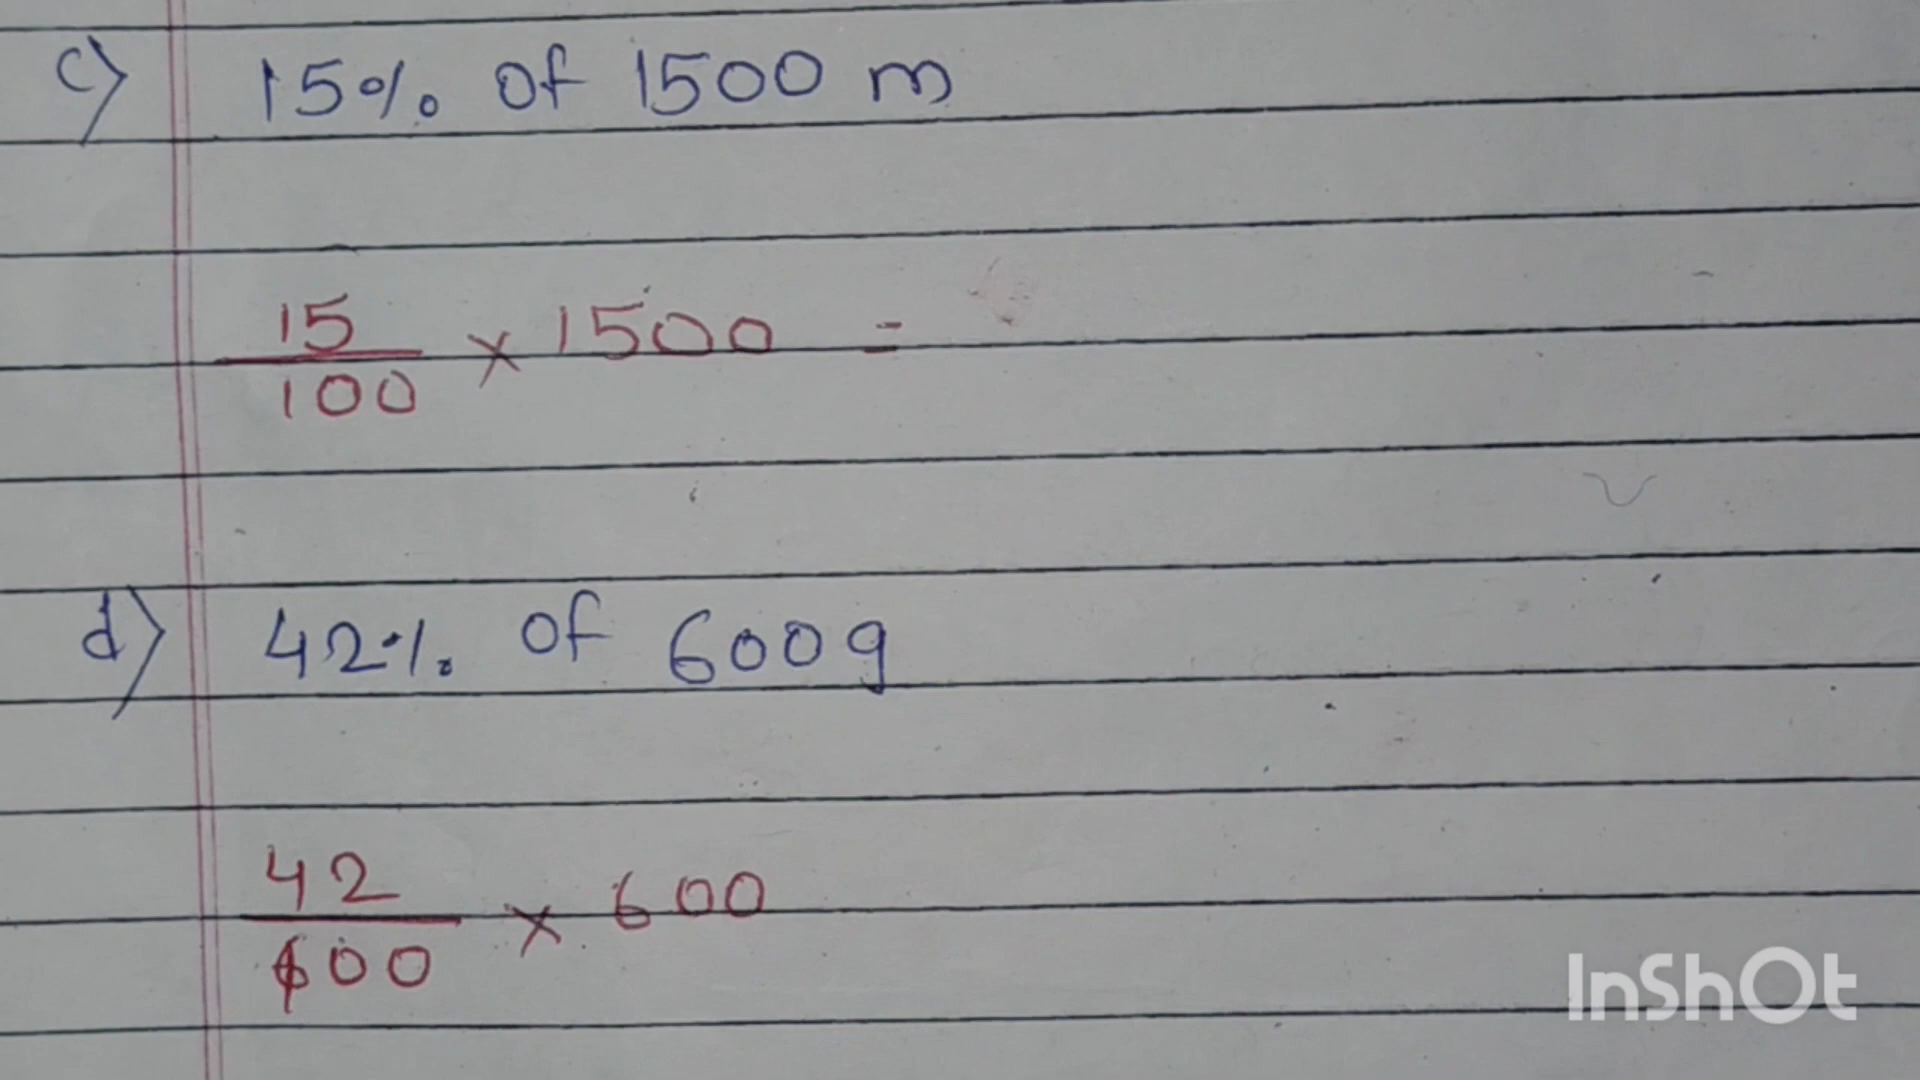 c) 15% of 1500 m
15/100 × 1500 =
d) 42% of 600g
42/100 × 600
InShOt